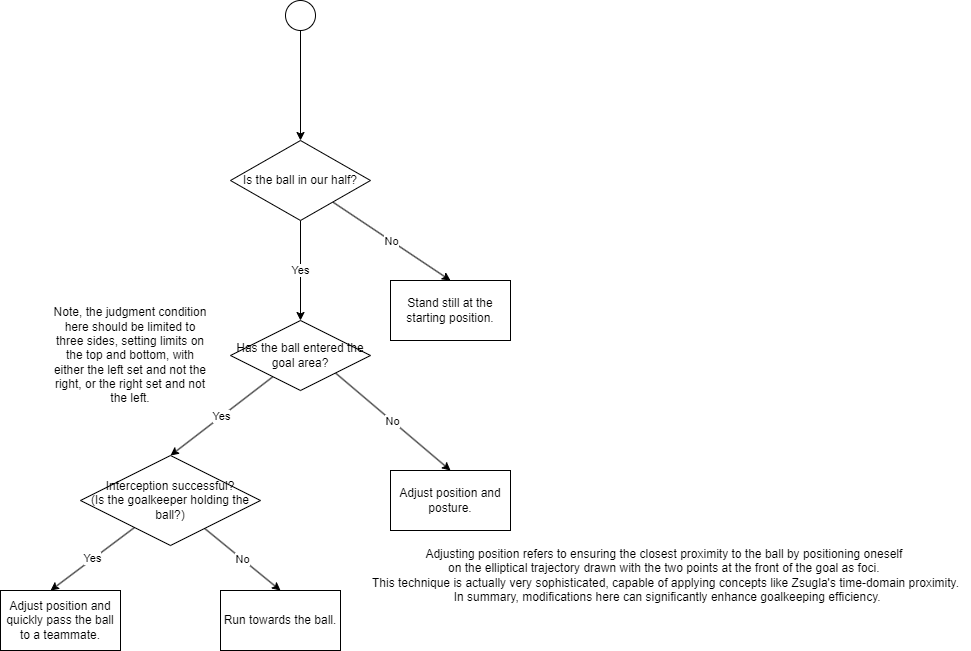 Is the ball in our half?
No
Yes
Stand still at the
starting position.
Note, the judgment condition
here should be limited to
three sides, setting limits on
the top and bottom, with
either the left set and not the
right, or the right set and not
the left.
Has the ball entered the
goal area?
Yes
No
Interception successful?
(Is the goalkeeper holding the
ball?)
Adjust position and
posture.
Yes
No
Adjusting position refers to ensuring the closest proximity to the ball by positioning oneself
on the elliptical trajectory drawn with the two points at the front of the goal as foci.
This technique is actually very sophisticated, capable of applying concepts like Zsugla's time-domain proximity.
In summary, modifications here can significantly enhance goalkeeping efficiency.
Adjust position and
quickly pass the ball
to a teammate.
Run towards the ball.